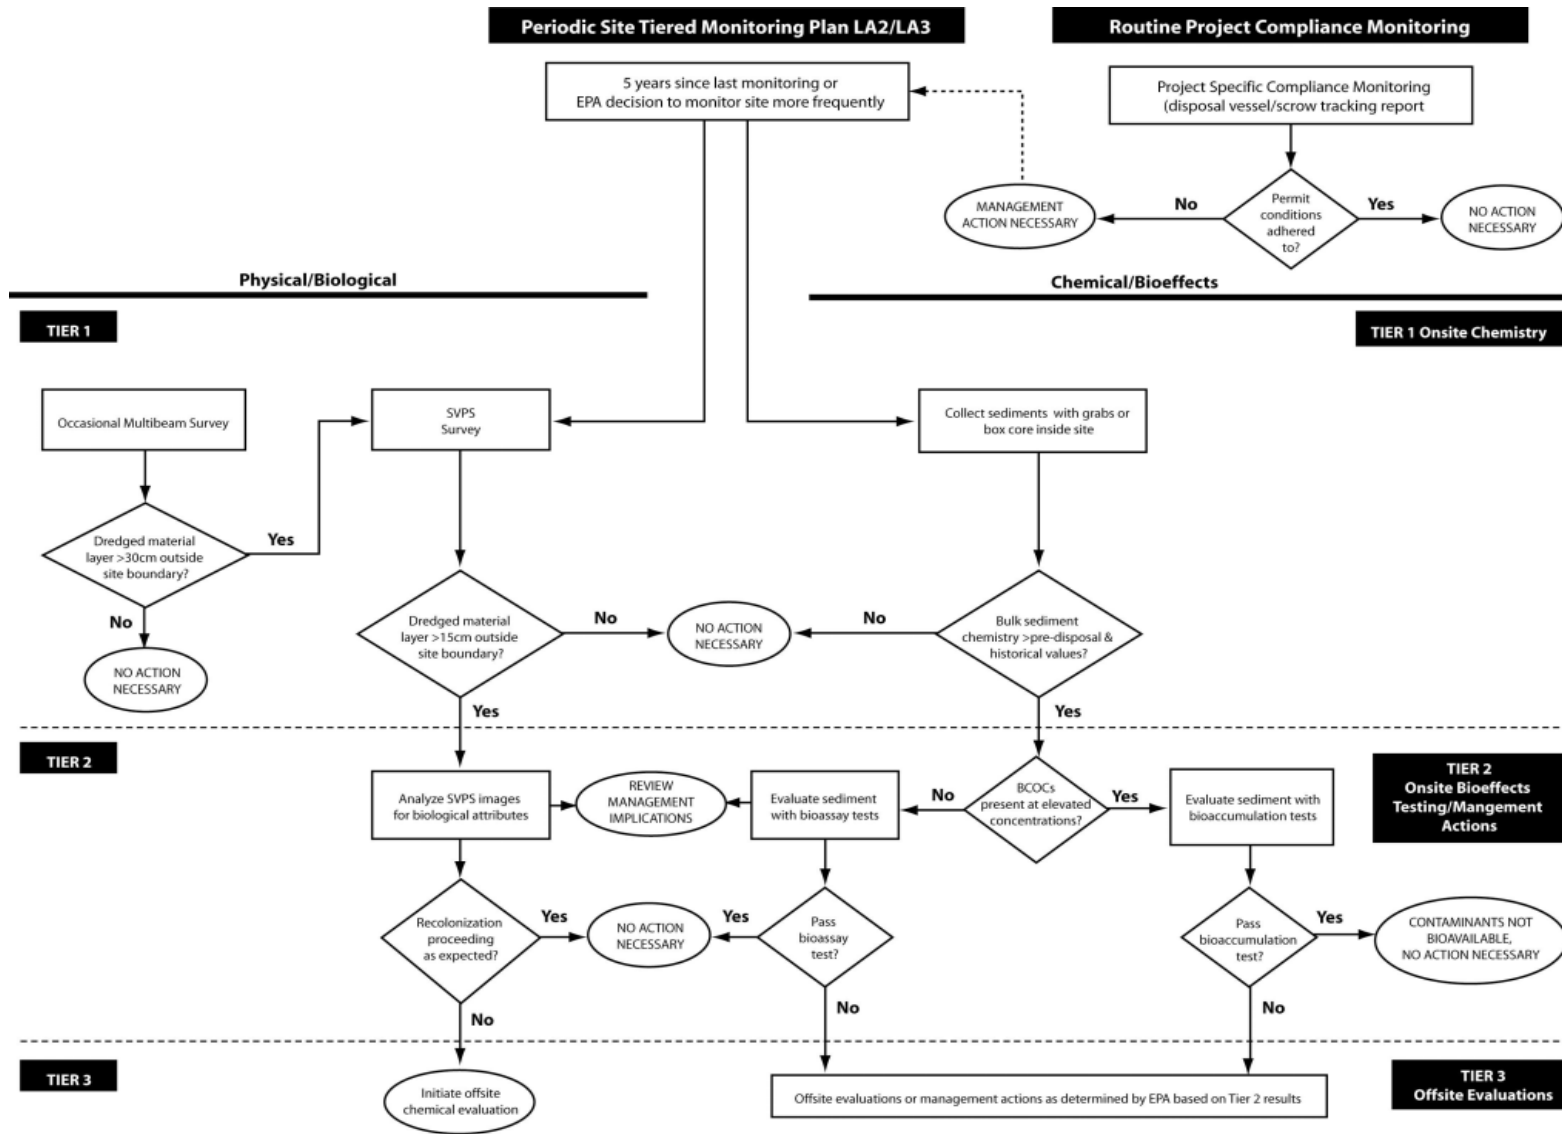 Periodic Site Tiered Monitoring Plan LA2/LA3
Routine Project Compliance Monitoring
5 years since last monitoring or
EPA decision to monitor site more frequently
Project Specific Compliance Monitoring
(disposal vessel/scrow tracking report
MANAGEMENT
ACTION NECESSARY
No
Permit
conditions
adhered
to?
Yes
NO ACTION
NECESSARY
Physical/Biological
Chemical/Bioeffects
TIER 1
TIER 1 Onsite Chemistry
Occasional Multibeam Survey
SVPS
Survey
Collect sediments with grabs or
box core inside site
Dredged material
layer >30cm outside
site boundary?
Yes
No
NO ACTION
NECESSARY
Dredged material
layer >15cm outside
site boundary?
No
NO ACTION
NECESSARY
No
Bulk sediment
chemistry >pre-disposal &
historical values?
Yes
Yes
TIER 2
TIER 2
Onsite Bioeffects
Testing/Mangement
Actions
Analyze SVPS images
for biological attributes
REVIEW
MANAGEMENT
IMPLICATIONS
Evaluate sediment
with bioassay tests
No
BCOCs
present at elevated
concentrations?
Yes
Evaluate sediment with
bioaccumulation tests
Recolonization
proceeding
as expected?
Yes
NO ACTION
NECESSARY
Yes
Pass
bioassay
test?
Pass
bioaccumulation
test?
Yes
CONTAMINANTS NOT
BIOAVAILABLE,
NO ACTION NECESSARY
No
No
No
TIER 3
TIER 3
Offsite Evaluations
Initiate offsite
chemical evaluation
Offsite evaluations or management actions as determined by EPA based on Tier 2 results